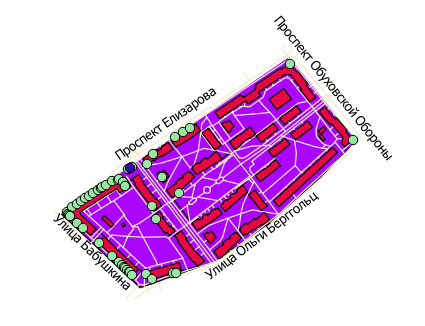 Проспект Обуховской Обороны
Проспект Елизарова
Улица Бабушкина
Улица Ольги Берггольц